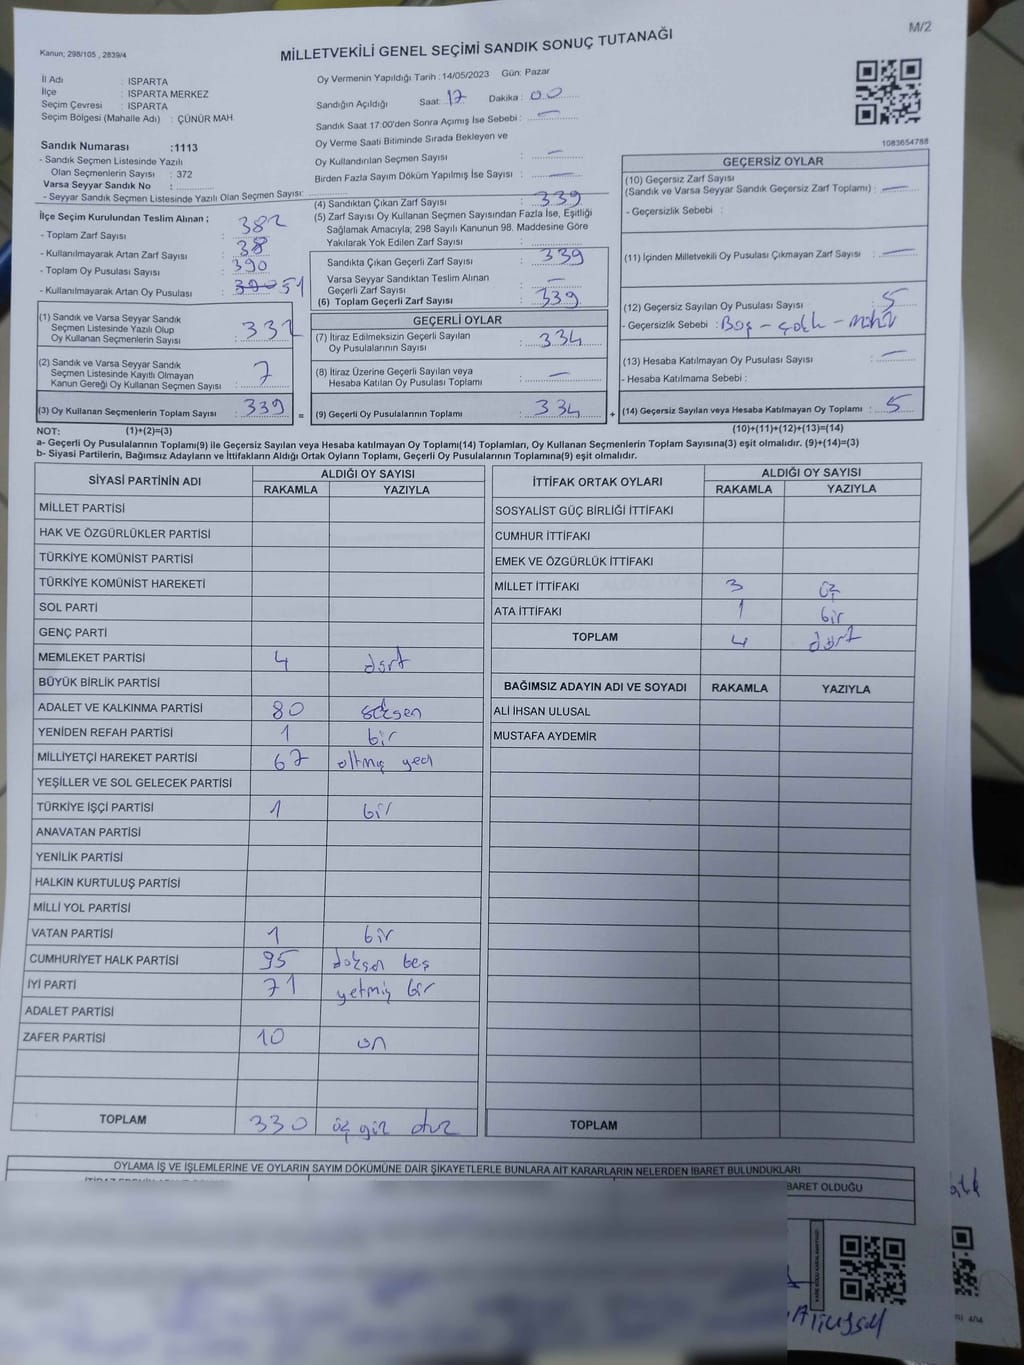 M/2
Kanun; 298/105 , 2839/4
MİLLETVEKİLİ GENEL SEÇİMİ SANDIK SONUÇ TUTANAĞI
İl Adı : ISPARTA
İlçe : ISPARTA MERKEZ
Seçim Çevresi : ISPARTA
Seçim Bölgesi (Mahalle Adı) : ÇÜNÜR MAH.
Sandık Numarası :1113
- Sandık Seçmen Listesinde Yazılı
Olan Seçmenlerin Sayısı : 372
Varsa Seyyar Sandık No :
- Seyyar Seçmen Listesinde Yazılı Olan Seçmen Sayısı:
Oy Vermenin Yapıldığı Tarih :14/05/2023 Gün: Pazar
Sandığın Açıldığı Saat: 17 Dakika : 00
Sandık Saat 17:00'den Sonra Açılmış İse Sebebi : —
Oy Verme Saati Bitiminde Sırada Bekleyen ve
Oy Kullandırılan Seçmen Sayısı : —
Birden Fazla Sayım Döküm Yapılmış İse Sayısı : —
1083654788
İlçe Seçim Kurulundan Teslim Alınan ;
- Toplam Zarf Sayısı : 382
- Kullanılmayarak Artan Zarf Sayısı : 38
- Toplam Oy Pusulası Sayısı : 390
- Kullanılmayarak Artan Oy Pusulası : 51
(1) Sandık ve Varsa Seyyar Sandık
Seçmen Listesinde Yazılı Olup
Oy Kullanan Seçmenlerin Sayısı : 332
(2) Sandık ve Varsa Seyyar Sandık
Seçmen Listesinde Kayıtlı Olmayan
Kanun Gereği Oy Kullanan Seçmen Sayısı : 7
(3) Oy Kullanan Seçmenlerin Toplam Sayısı : 339 =
(4) Sandıktan Çıkan Zarf Sayısı : 339
(5) Zarf Sayısı Oy Kullanan Seçmen Sayısından Fazla İse, Eşitliği
Sağlamak Amacıyla; 298 Sayılı Kanunun 98. Maddesine Göre
Yakılarak Yok Edilen Zarf Sayısı :
Sandıkta Çıkan Geçerli Zarf Sayısı : 339
Varsa Seyyar Sandıktan Teslim Alınan
Geçerli Zarf Sayısı : —
(6) Toplam Geçerli Zarf Sayısı : 339
GEÇERLİ OYLAR
(7) İtiraz Edilmeksizin Geçerli Sayılan
Oy Pusulalarının Sayısı : 334
(8) İtiraz Üzerine Geçerli Sayılan veya
Hesaba Katılan Oy Pusulası Toplamı : —
(9) Geçerli Oy Pusulalarının Toplamı : 334 +
GEÇERSİZ OYLAR
(10) Geçersiz Zarf Sayısı
(Sandık ve Varsa Seyyar Sandık Geçersiz Zarf Toplamı) : —
- Geçersizlik Sebebi :
(11) İçinden Milletvekili Oy Pusulası Çıkmayan Zarf Sayısı : —
(12) Geçersiz Sayılan Oy Pusulası Sayısı : 5
- Geçersizlik Sebebi : Boş -
(13) Hesaba Katılmayan Oy Pusulası Sayısı : —
- Hesaba Katılmama Sebebi :
(14) Geçersiz Sayılan veya Hesaba Katılmayan Oy Toplamı : 5
NOT: (1)+(2)=(3)
(10)+(11)+(12)+(13)=(14)
a- Geçerli Oy Pusulalarının Toplamı(9) ile Geçersiz Sayılan veya Hesaba katılmayan Oy Toplamı(14) Toplamları, Oy Kullanan Seçmenlerin Toplam Sayısına(3) eşit olmalıdır. (9)+(14)=(3)
b- Siyasi Partilerin, Bağımsız Adayların ve İttifakların Aldığı Ortak Oyların Toplamı, Geçerli Oy Pusulalarının Toplamına(9) eşit olmalıdır.
SİYASİ PARTİNİN ADI ALDIĞI OY SAYISI
RAKAMLA YAZIYLA
MİLLET PARTİSİ
HAK VE ÖZGÜRLÜKLER PARTİSİ
TÜRKİYE KOMÜNİST PARTİSİ
TÜRKİYE KOMÜNİST HAREKETİ
SOL PARTİ
GENÇ PARTİ
MEMLEKET PARTİSİ 4 dört
BÜYÜK BİRLİK PARTİSİ
ADALET VE KALKINMA PARTİSİ 80 seksen
YENİDEN REFAH PARTİSİ 1 bir
MİLLİYETÇİ HAREKET PARTİSİ 67 altmış yedi
YEŞİLLER VE SOL GELECEK PARTİSİ
TÜRKİYE İŞÇİ PARTİSİ 1 bir
ANAVATAN PARTİSİ
YENİLİK PARTİSİ
HALKIN KURTULUŞ PARTİSİ
MİLLİ YOL PARTİSİ
VATAN PARTİSİ 1 bir
CUMHURİYET HALK PARTİSİ 95 doksan beş
İYİ PARTİ 71 yetmiş bir
ADALET PARTİSİ
ZAFER PARTİSİ 10 on
TOPLAM 330 üç yüz otuz
İTTİFAK ORTAK OYLARI ALDIĞI OY SAYISI
RAKAMLA YAZIYLA
SOSYALİST GÜÇ BİRLİĞİ İTTİFAKI
CUMHUR İTTİFAKI
EMEK VE ÖZGÜRLÜK İTTİFAKI
MİLLET İTTİFAKI 3 üç
ATA İTTİFAKI 1 bir
TOPLAM 4 dört
BAĞIMSIZ ADAYIN ADI VE SOYADI RAKAMLA YAZIYLA
ALİ İHSAN ULUSAL
MUSTAFA AYDEMİR
TOPLAM
OYLAMA İŞ VE İŞLEMLERİNE VE OYLARIN SAYIM DÖKÜMÜNE DAİR ŞİKAYETLERLE BUNLARA AİT KARARLARIN NELERDEN İBARET BULUNDUKLARI
BARET OLDUĞU